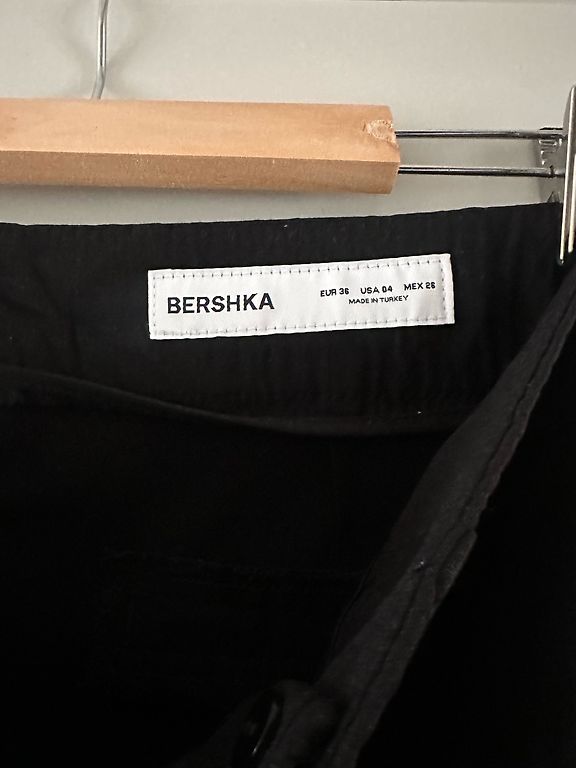 BERSHKA
EUR 36 USA 04 MEX 26
MADE IN TURKEY